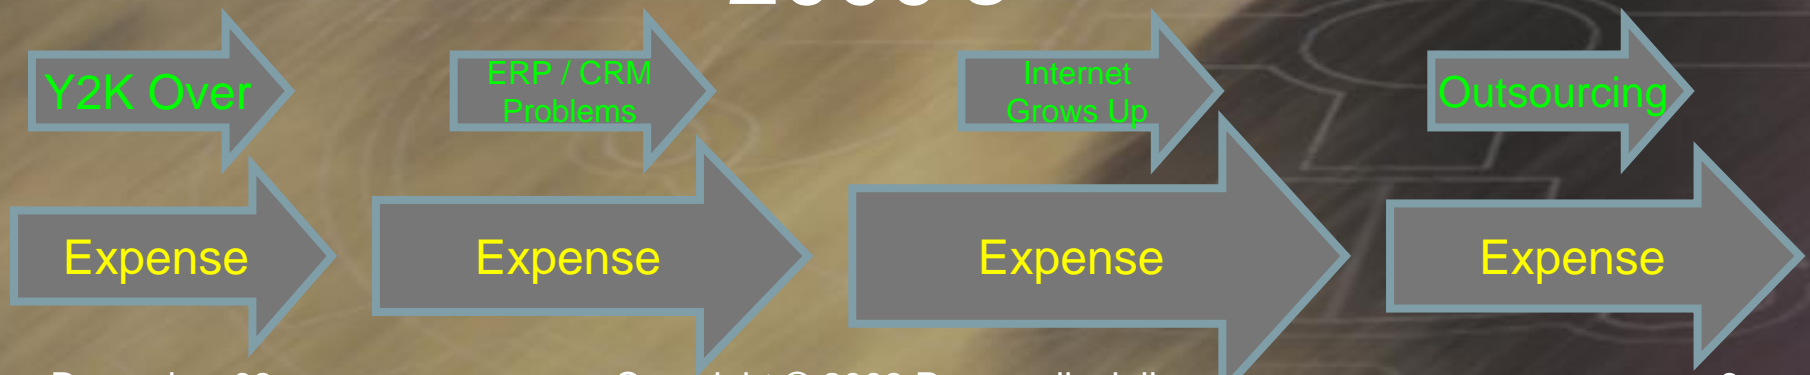 Y2K Over
ERP / CRM
Problems
Internet
Grows Up
Outsourcing
Expense
Expense
Expense
Expense